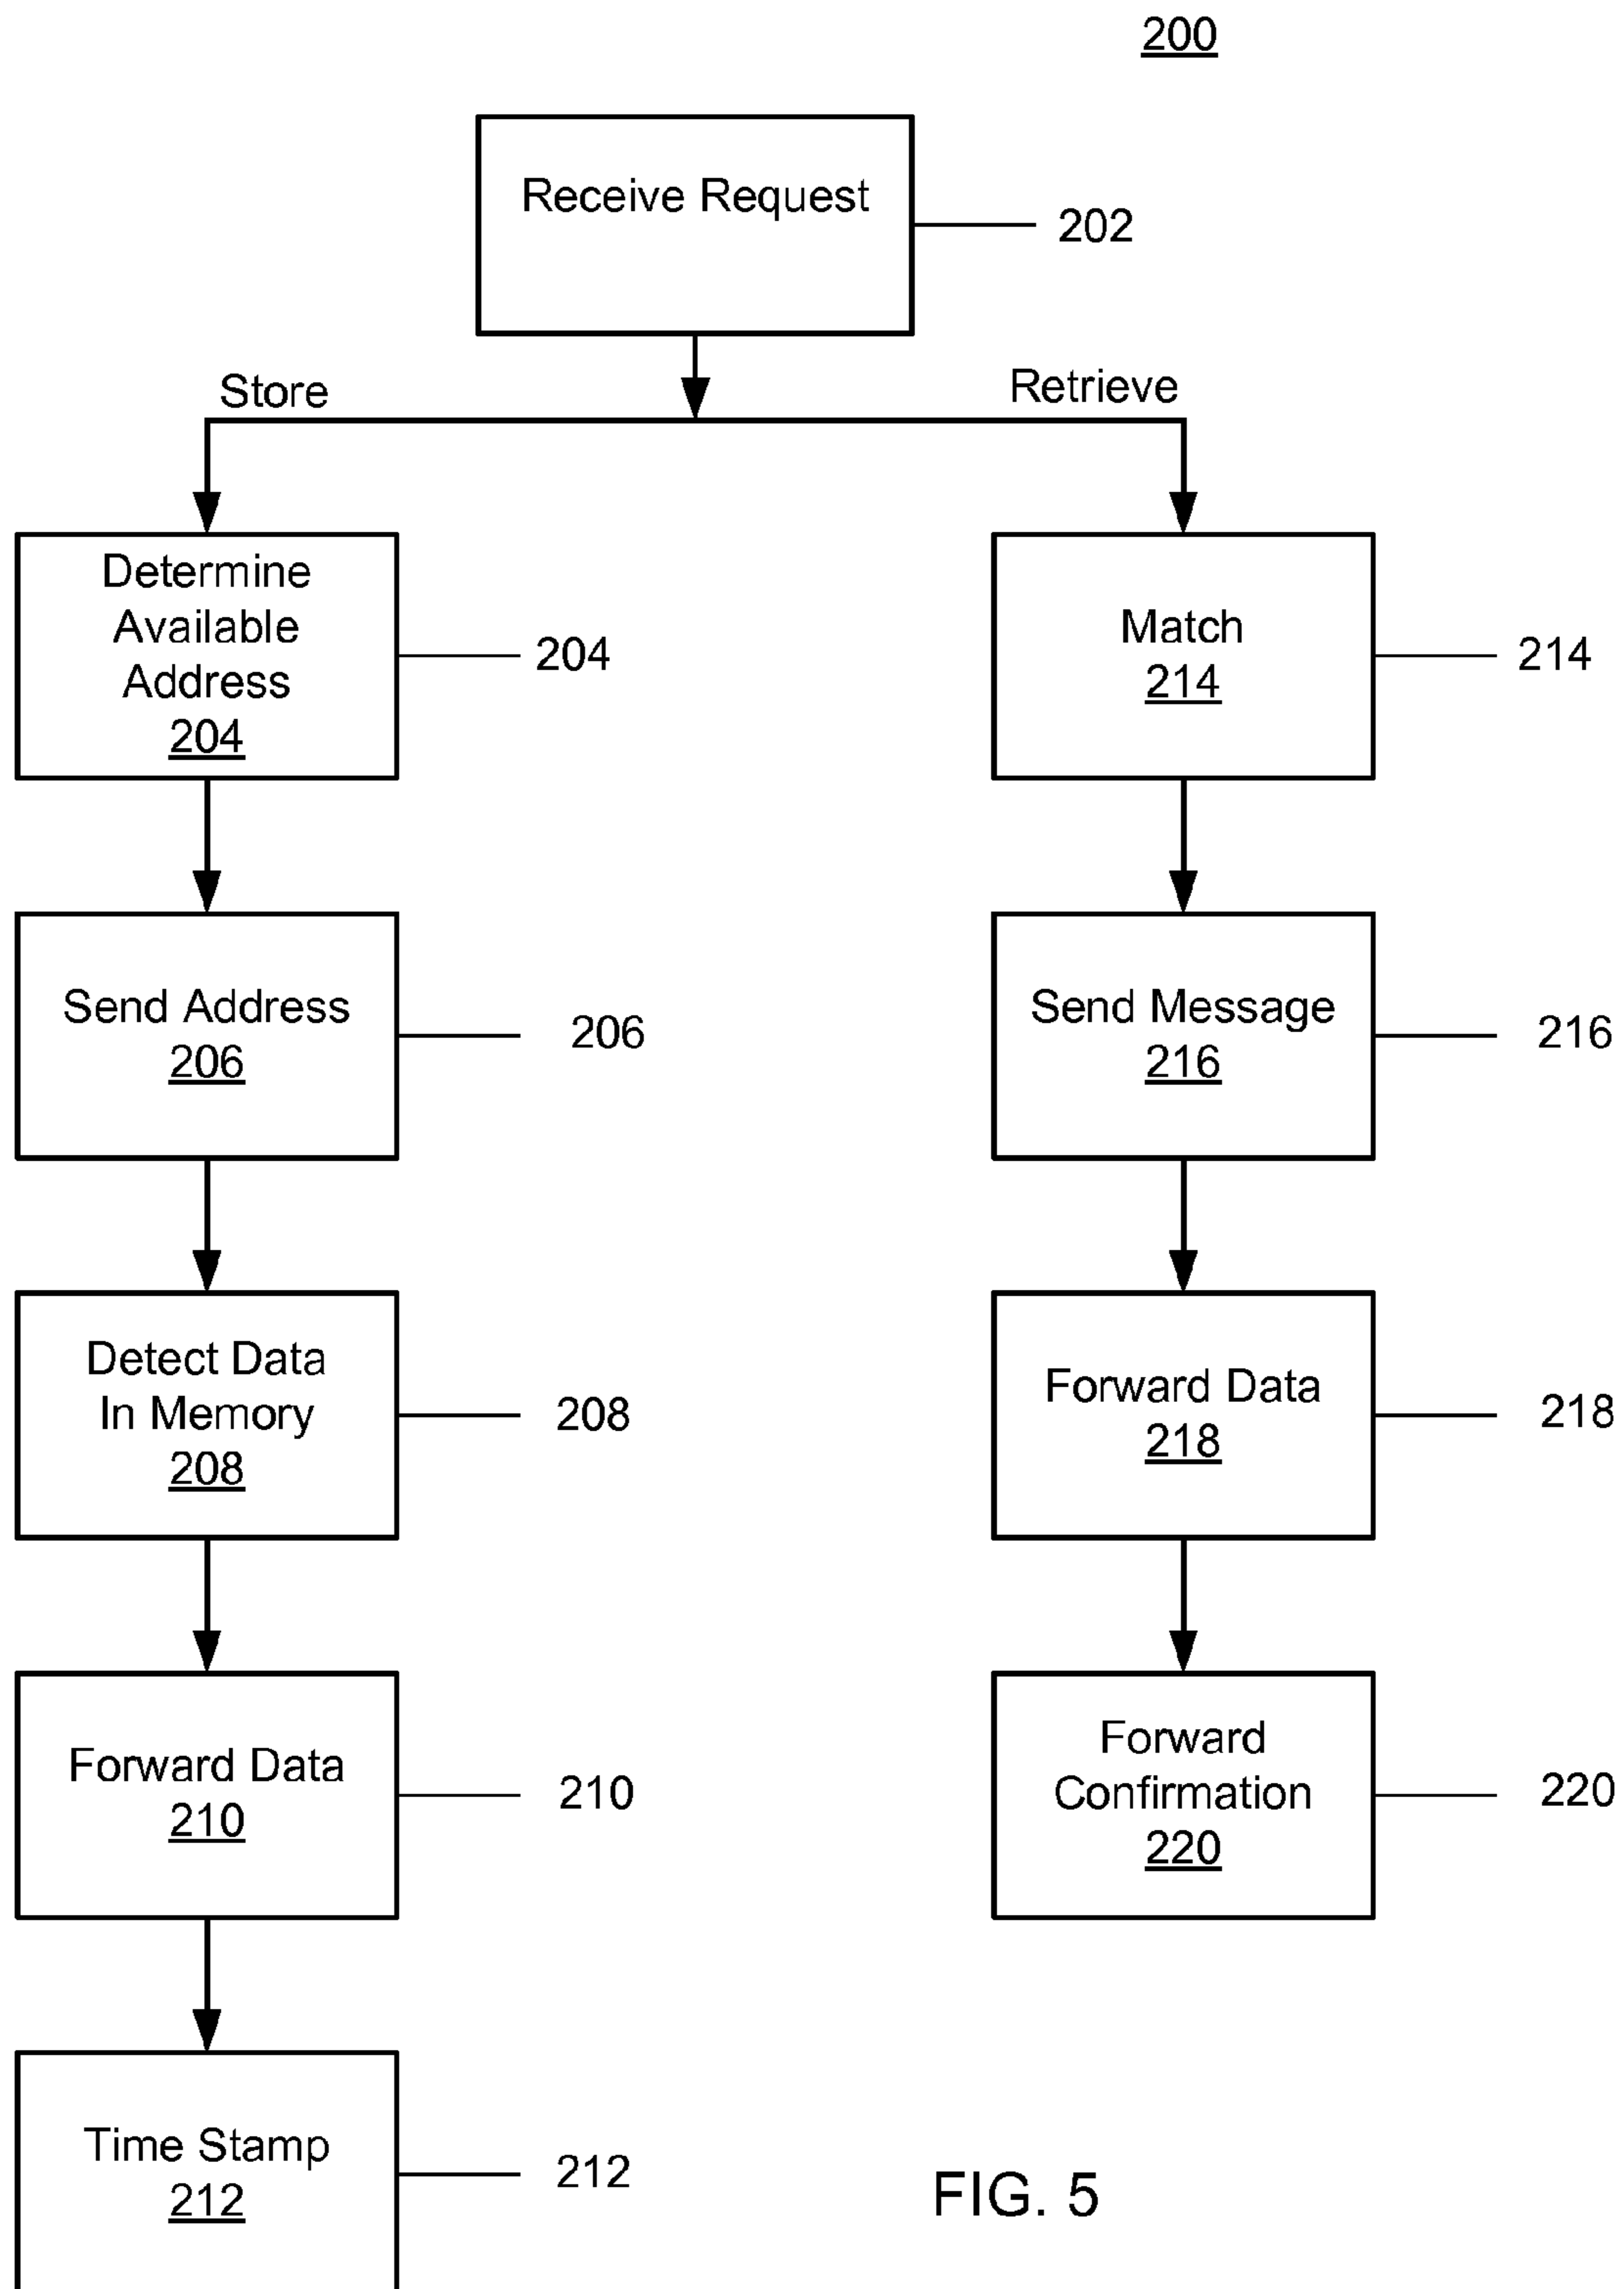 200
Receive Request
202
Store
Retrieve
Determine
Available
Address
204
204
Match
214
214
Send Address
206
206
Send Message
216
216
Detect Data
In Memory
208
208
Forward Data
218
218
Forward Data
210
210
Forward
Confirmation
220
220
Time Stamp
212
212
FIG. 5